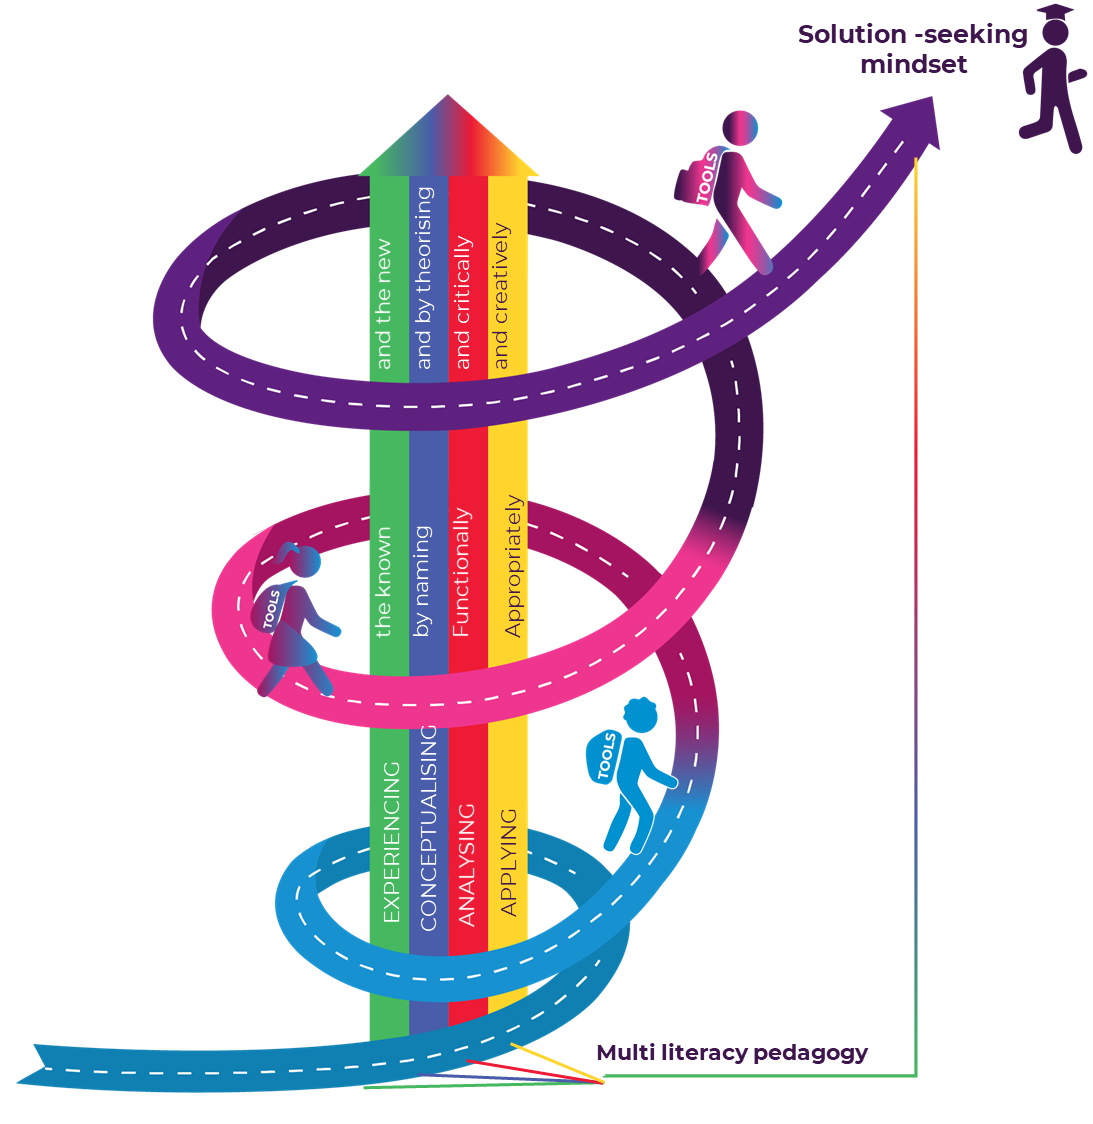 Solution -seeking
mindset
TOOLS
and the new
and by theorising
and critically
and creatively
the known
by naming
Functionally
Appropriately
TOOLS
TOOLS
EXPERIENCING
CONCEPTUALISING
ANALYSING
APPLYING
Multi literacy pedagogy